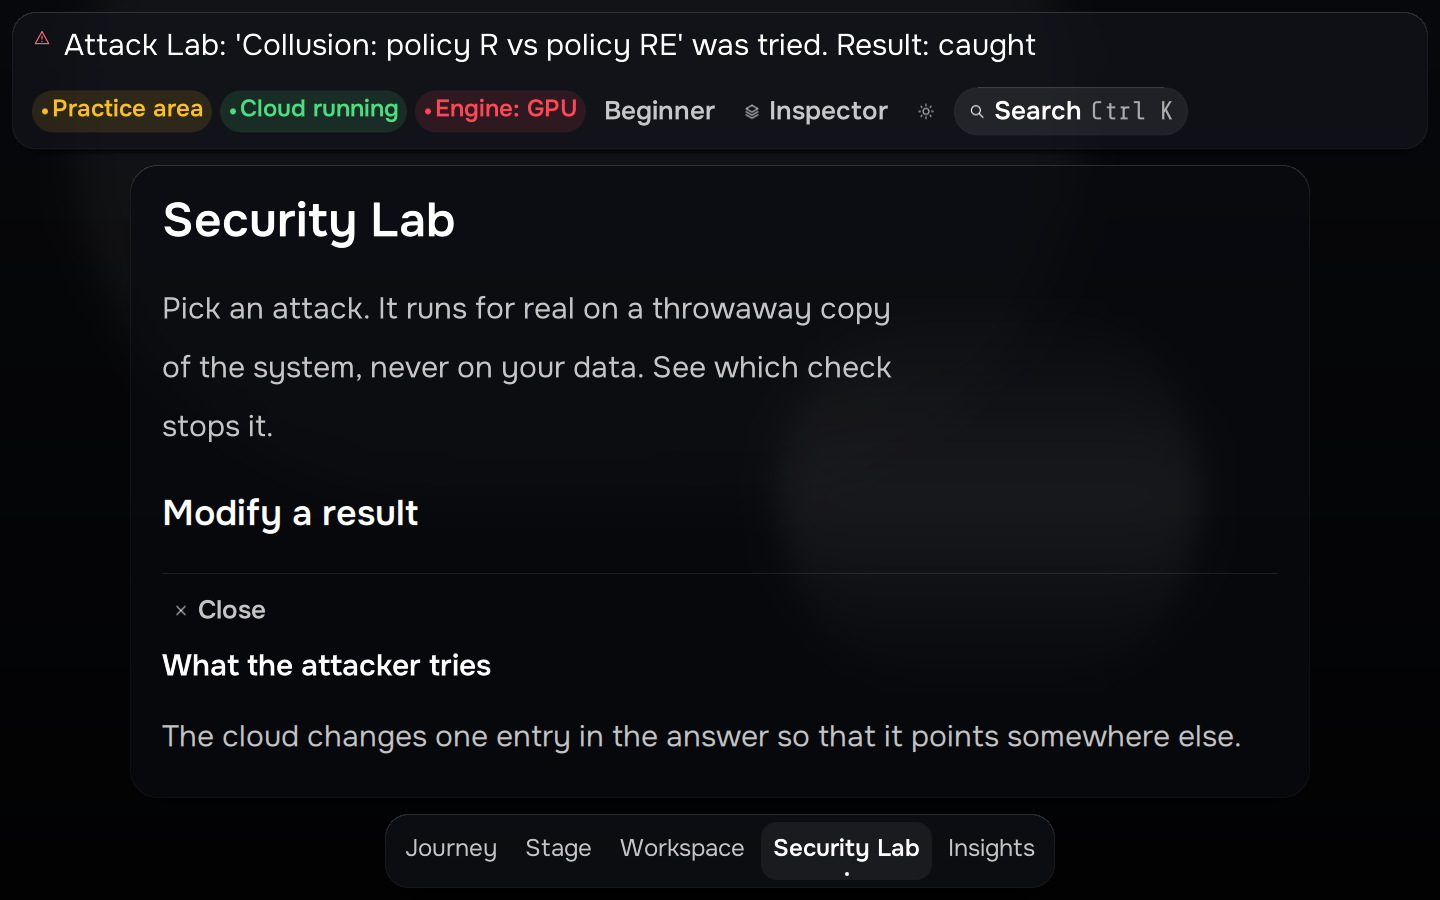 Attack Lab: 'Collusion: policy R vs policy RE' was tried. Result: caught
Practice area
Cloud running
Engine: GPU
Beginner
Inspector
Search Ctrl K
Security Lab
Pick an attack. It runs for real on a throwaway copy
of the system, never on your data. See which check
stops it.
Modify a result
Close
What the attacker tries
The cloud changes one entry in the answer so that it points somewhere else.
Journey
Stage
Workspace
Security Lab
Insights